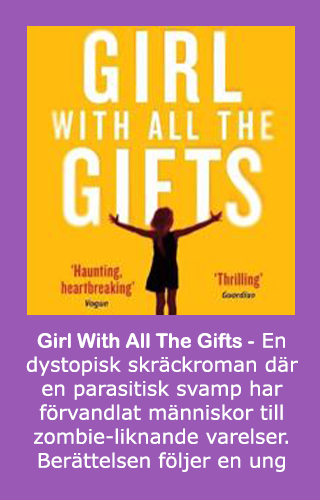 GIRL
WITH ALL THE
GIFTS
'Haunting,
heartbreaking'
Vogue
'Thrilling'
Guardian
Girl With All The Gifts - En
dystopisk skräckroman där
en parasitisk svamp har
förvandlat människor till
zombie-liknande varelser.
Berättelsen följer en ung